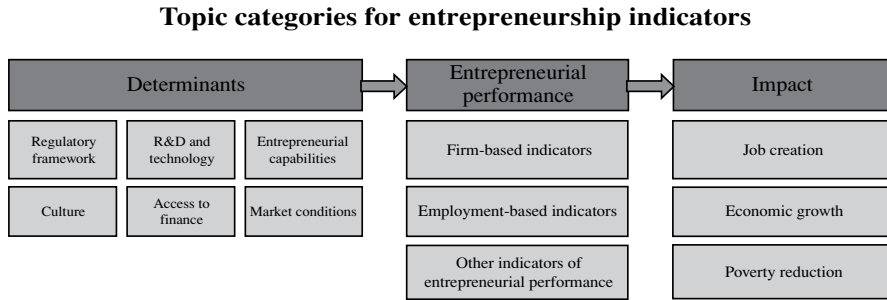 Topic categories for entrepreneurship indicators
Determinants
Entrepreneurial
performance
Impact
Regulatory
framework
R&D and
technology
Entrepreneurial
capabilities
Firm-based indicators
Job creation
Culture
Access to
finance
Market conditions
Employment-based indicators
Economic growth
Other indicators of
entrepreneurial performance
Poverty reduction